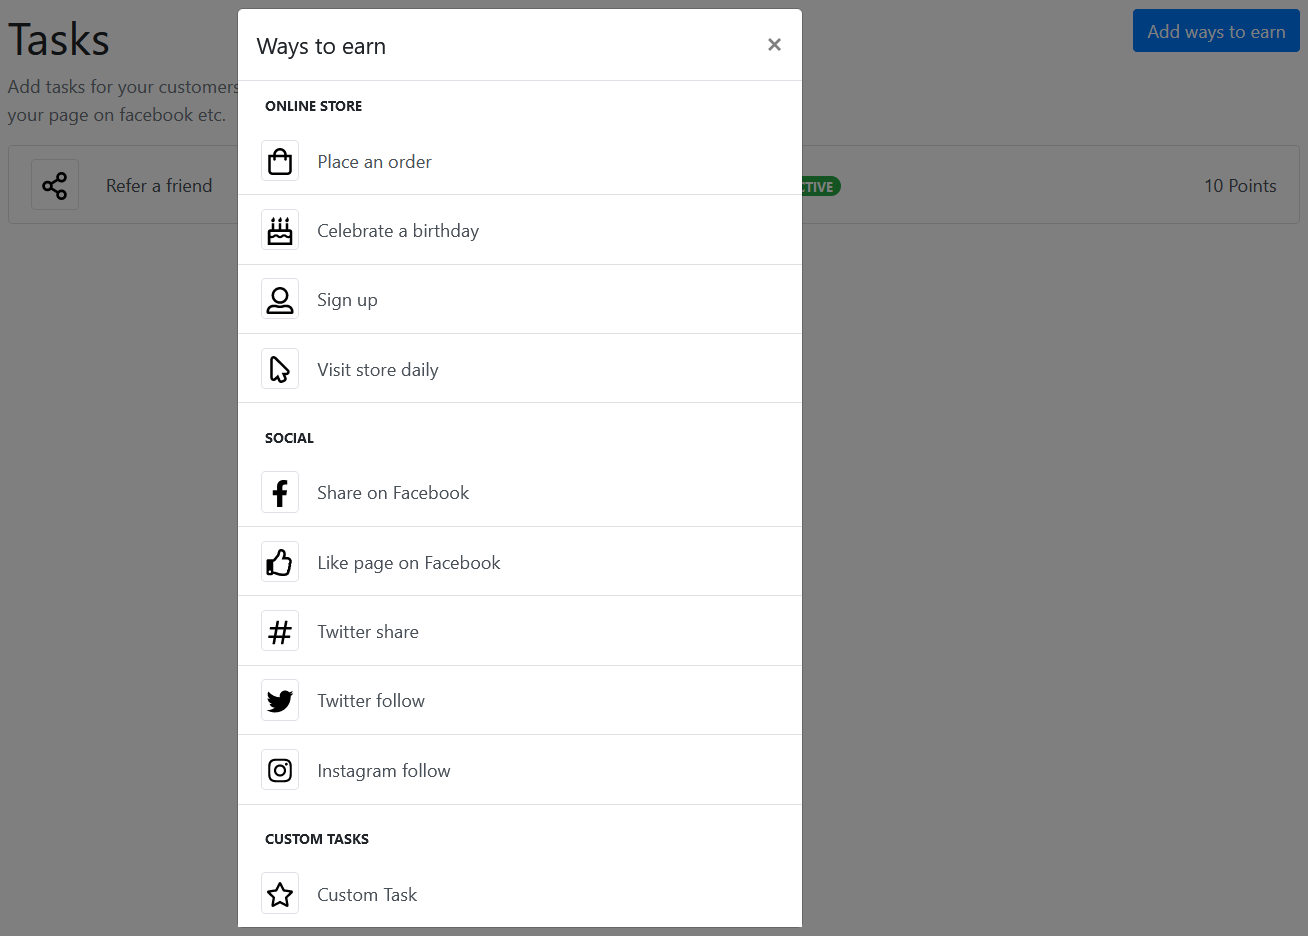 Tasks
Add ways to earn
Add tasks for your customers
your page on facebook etc.
Refer a friend
10 Points
Ways to earn
×
ONLINE STORE
Place an order
Celebrate a birthday
Sign up
Visit store daily
SOCIAL
Share on Facebook
Like page on Facebook
Twitter share
Twitter follow
Instagram follow
CUSTOM TASKS
Custom Task